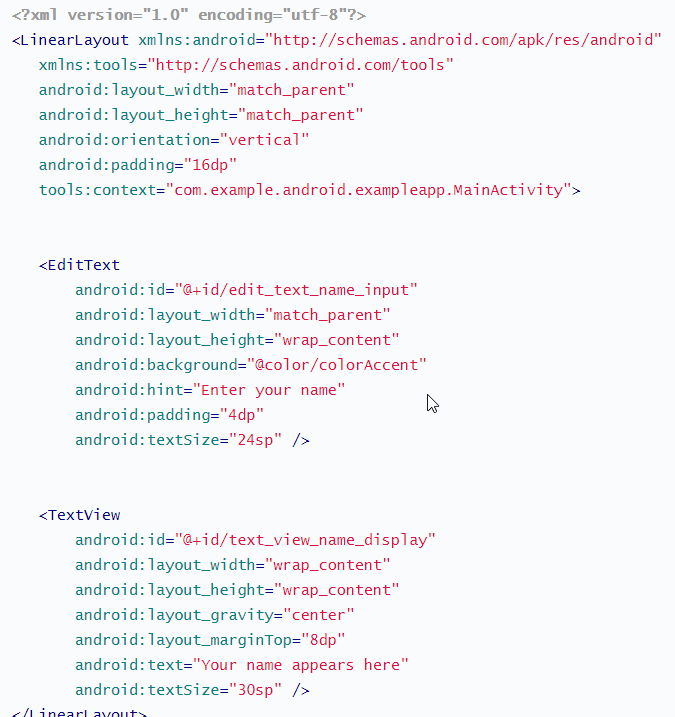 <?xml version="1.0" encoding="utf-8"?>
<LinearLayout xmlns:android="http://schemas.android.com/apk/res/android"
xmlns:tools="http://schemas.android.com/tools"
android:layout_width="match_parent"
android:layout_height="match_parent"
android:orientation="vertical"
android:padding="16dp"
tools:context="com.example.android.exampleapp.MainActivity">
<EditText
android:id="@+id/edit_text_name_input"
android:layout_width="match_parent"
android:layout_height="wrap_content"
android:background="@color/colorAccent"
android:hint="Enter your name"
android:padding="4dp"
android:textSize="24sp" />
<TextView
android:id="@+id/text_view_name_display"
android:layout_width="wrap_content"
android:layout_height="wrap_content"
android:layout_gravity="center"
android:layout_marginTop="8dp"
android:text="Your name appears here"
android:textSize="30sp" />
</LinearLayout>